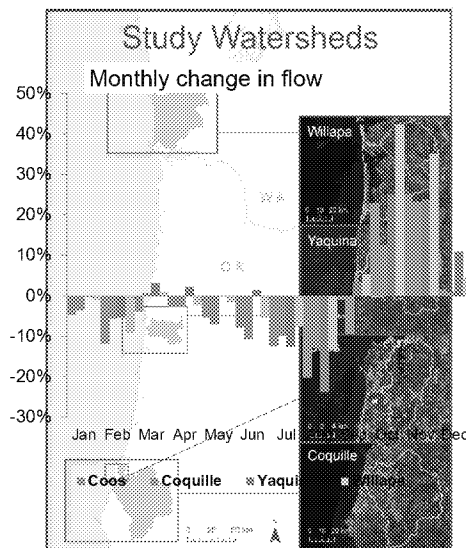 Study Watersheds
Monthly change in flow
50%
40%
30%
20%
10%
0%
-10%
-20%
-30%
Willapa
WA
Yaquina
OR
Jan Feb Mar Apr May Jun Jul Oct Nov Dec
Coquille
Coos Coquille Willapa